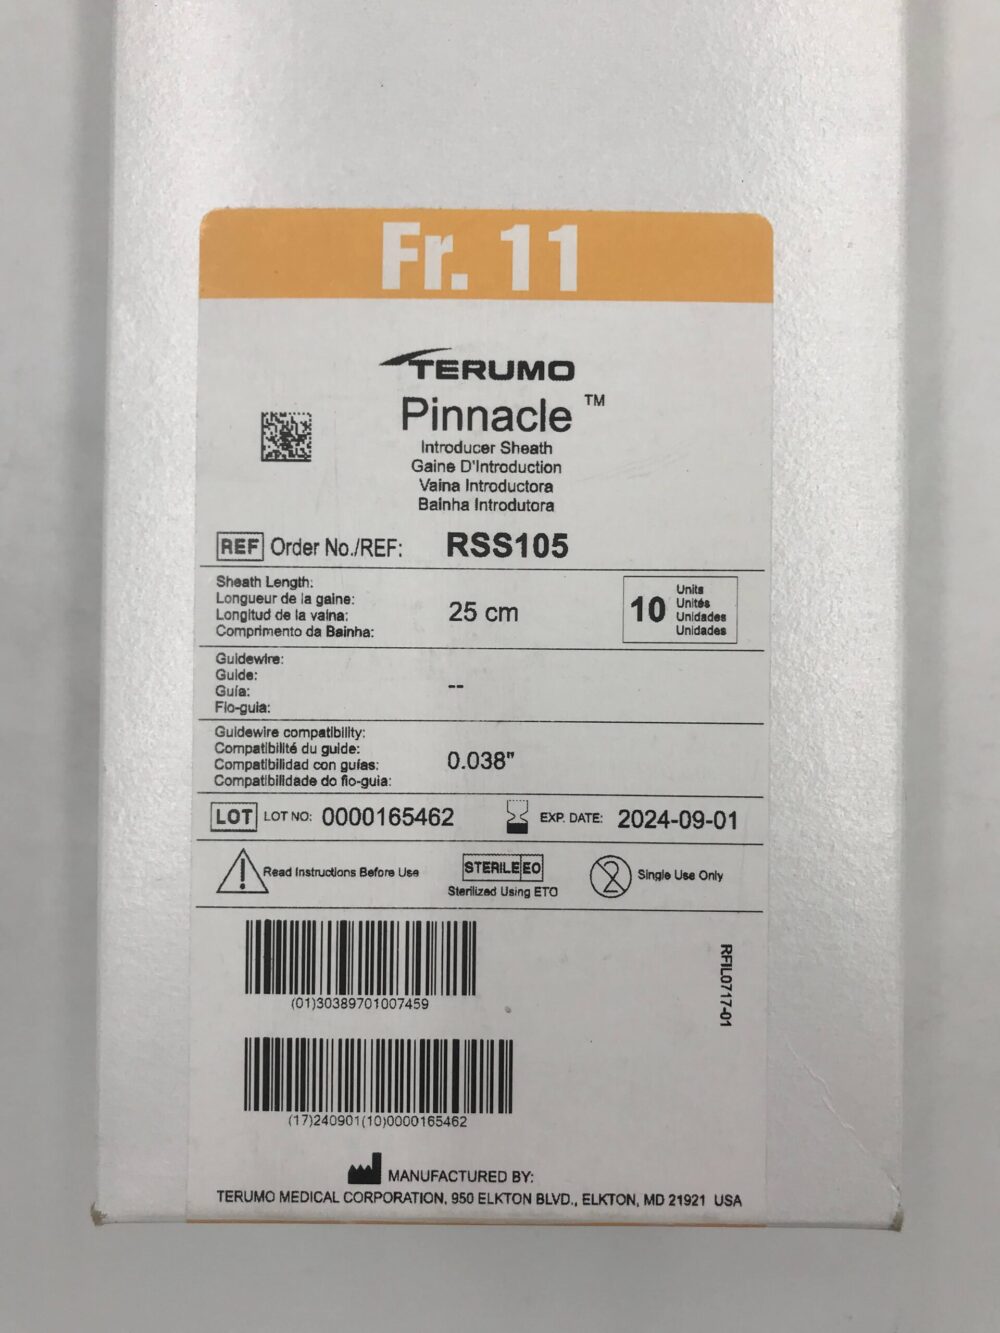 Fr. 11
TERUMO
Pinnacle ™
Introducer Sheath
Gaine D'Introduction
Vaina Introductora
Bainha Introdutora
REF Order No./REF: RSS105
Sheath Length:
Longueur de la gaine:
Longitud de la vaina:
Comprimento da Bainha:
25 cm
10
Units
Unités
Unidades
Unidades
Guidewire:
Guide:
Guía:
Fio-guia:
--
Guidewire compatibility:
Compatibilité du guide:
Compatibilidad con guías:
Compatibilidade do fio-guia:
0.038"
LOT LOT NO: 0000165462 EXP. DATE: 2024-09-01
Read Instructions Before Use
STERILE EO
Sterilized Using ETO
2
Single Use Only
(01)30389701007459
RFIL0717-01
(17)240901(10)0000165462
MANUFACTURED BY:
TERUMO MEDICAL CORPORATION, 950 ELKTON BLVD., ELKTON, MD 21921 USA